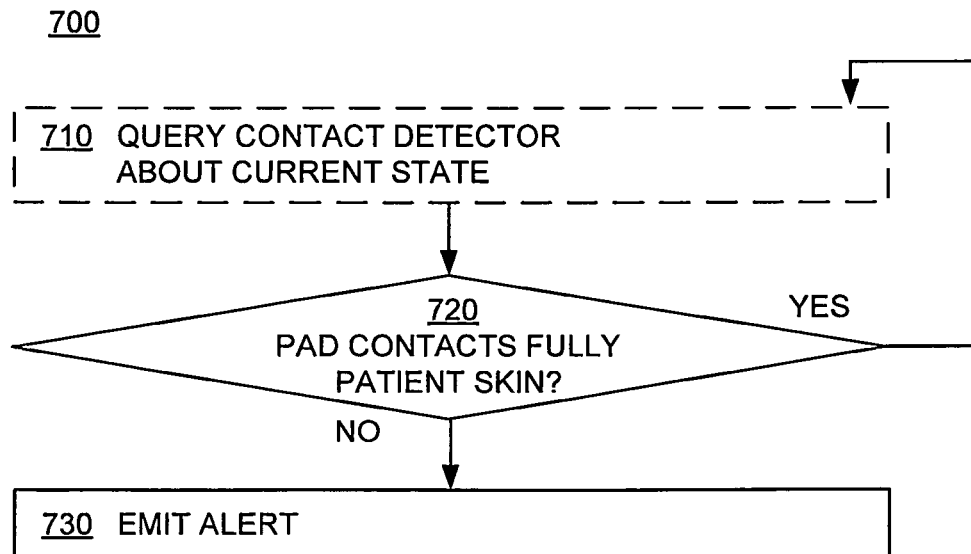 700
710 QUERY CONTACT DETECTOR
ABOUT CURRENT STATE
720
YES
PAD CONTACTS FULLY
PATIENT SKIN?
NO
730 EMIT ALERT